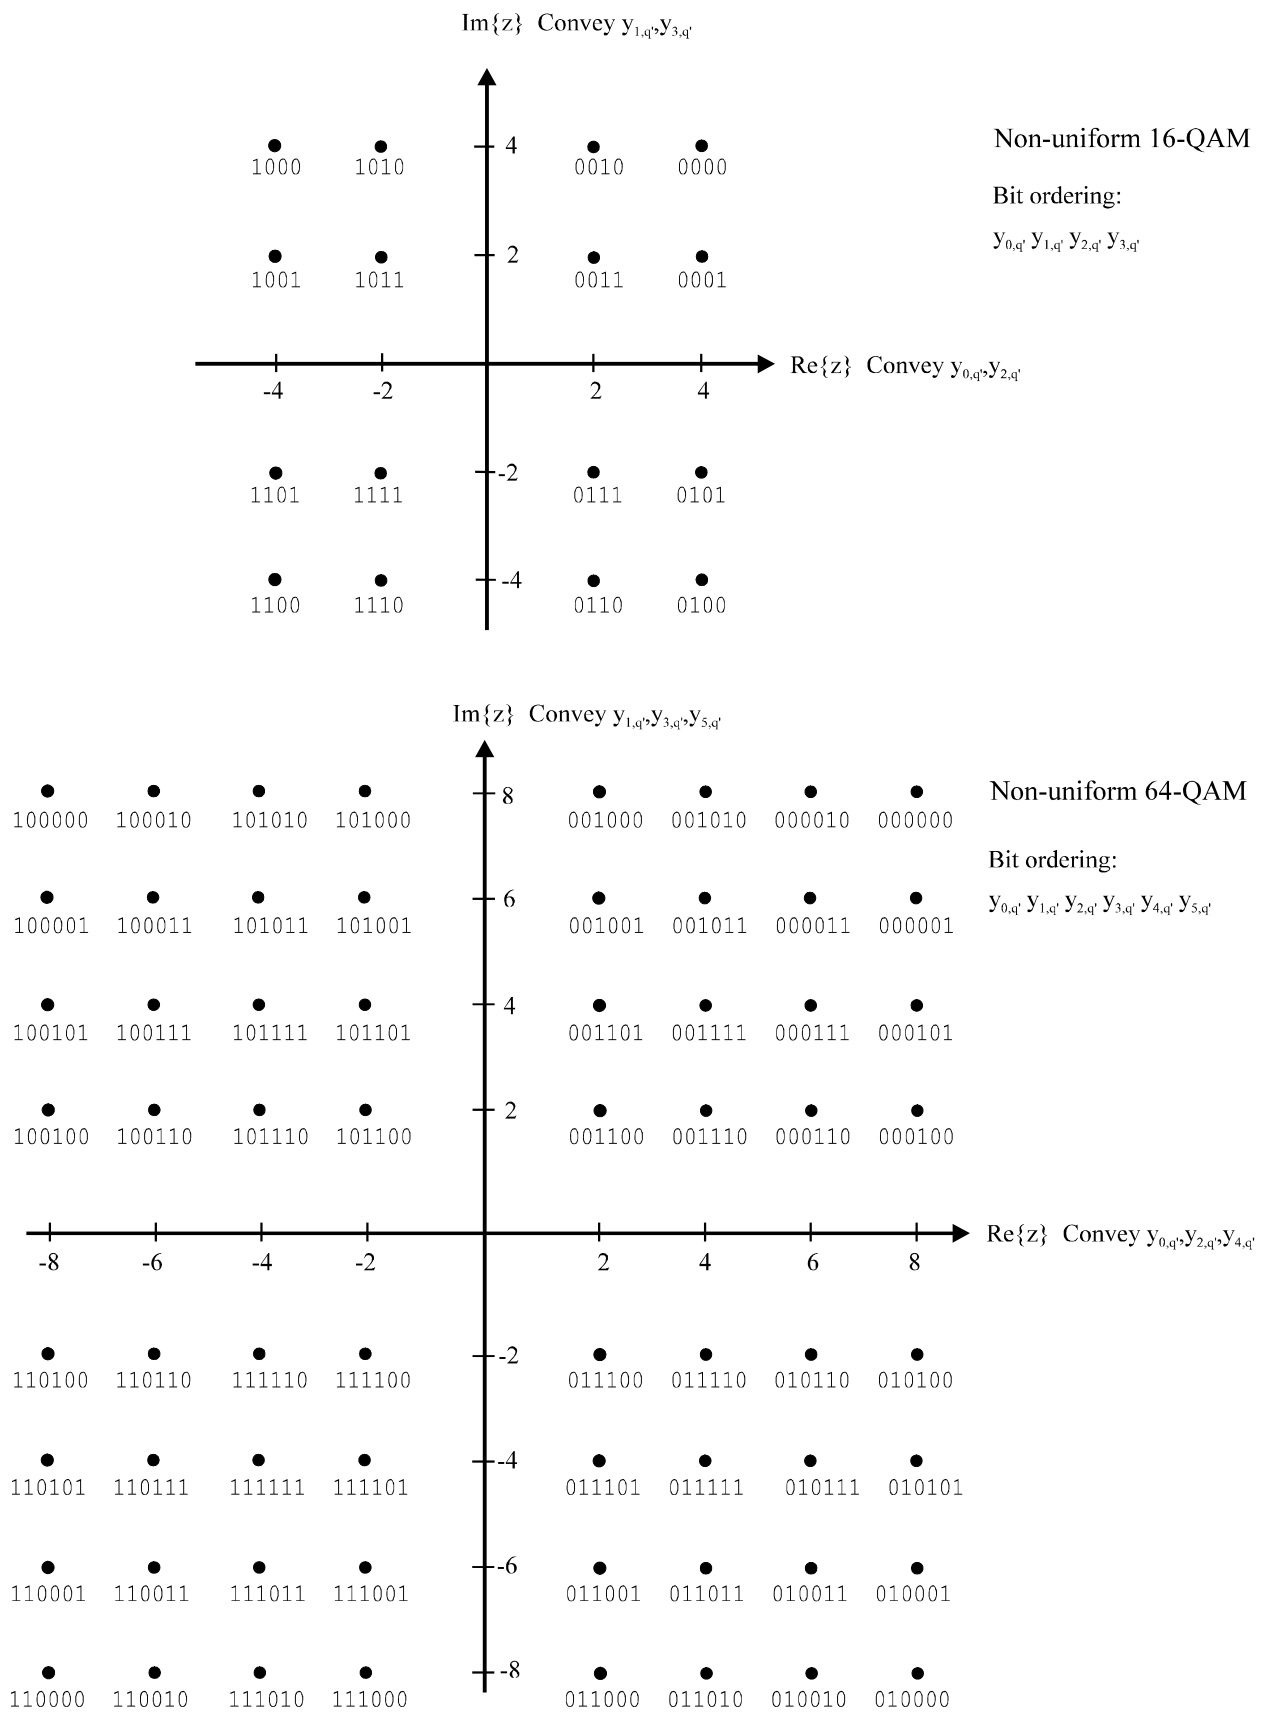 Im{z} Convey y1,q',y3,q'
4
Non-uniform 16-QAM
1000 1010 0010 0000
Bit ordering:
y0,q' y1,q' y2,q' y3,q'
2
1001 1011 0011 0001
Re{z} Convey y0,q',y2,q'
-4 -2 2 4
-2
1101 1111 0111 0101
-4
1100 1110 0110 0100
Im{z} Convey y1,q',y3,q',y5,q'
8
Non-uniform 64-QAM
100000 100010 101010 101000 001000 001010 000010 000000
Bit ordering:
6
y0,q' y1,q' y2,q' y3,q' y4,q' y5,q'
100001 100011 101011 101001 001001 001011 000011 000001
4
100101 100111 101111 101101 001101 001111 000111 000101
2
100100 100110 101110 101100 001100 001110 000110 000100
Re{z} Convey y0,q',y2,q',y4,q'
-8 -6 -4 -2 2 4 6 8
-2
110100 110110 111110 111100 011100 011110 010110 010100
-4
110101 110111 111111 111101 011101 011111 010111 010101
-6
110001 110011 111011 111001 011001 011011 010011 010001
-8
110000 110010 111010 111000 011000 011010 010010 010000